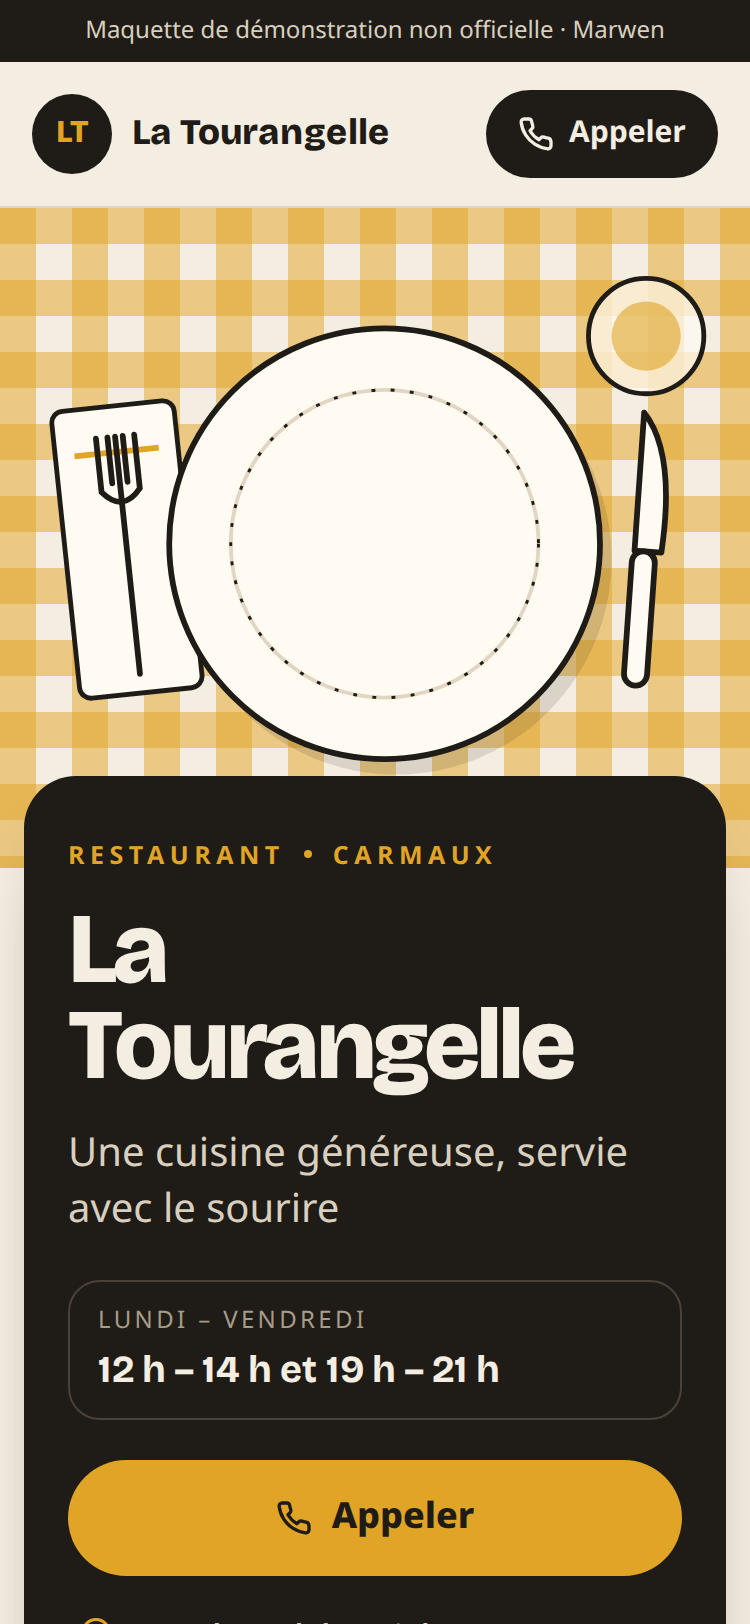 Maquette de démonstration non officielle · Marwen
LT La Tourangelle Appeler
RESTAURANT • CARMAUX
La
Tourangelle
Une cuisine généreuse, servie
avec le sourire
LUNDI – VENDREDI
12 h – 14 h et 19 h – 21 h
Appeler